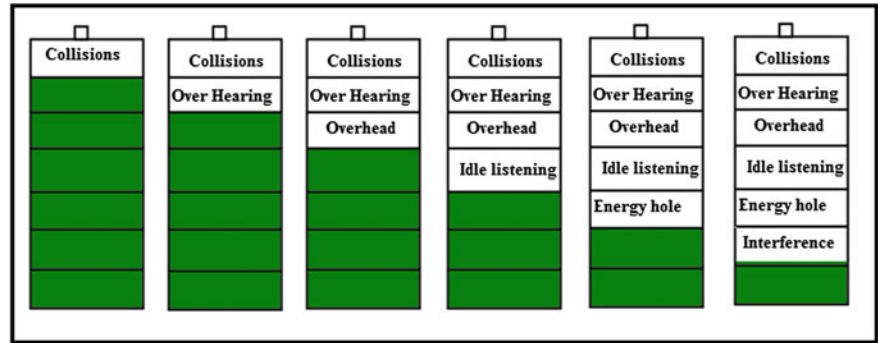 Collisions
Collisions
Over Hearing
Collisions
Over Hearing
Overhead
Collisions
Over Hearing
Overhead
Idle listening
Collisions
Over Hearing
Overhead
Idle listening
Energy hole
Collisions
Over Hearing
Overhead
Idle listening
Energy hole
Interference